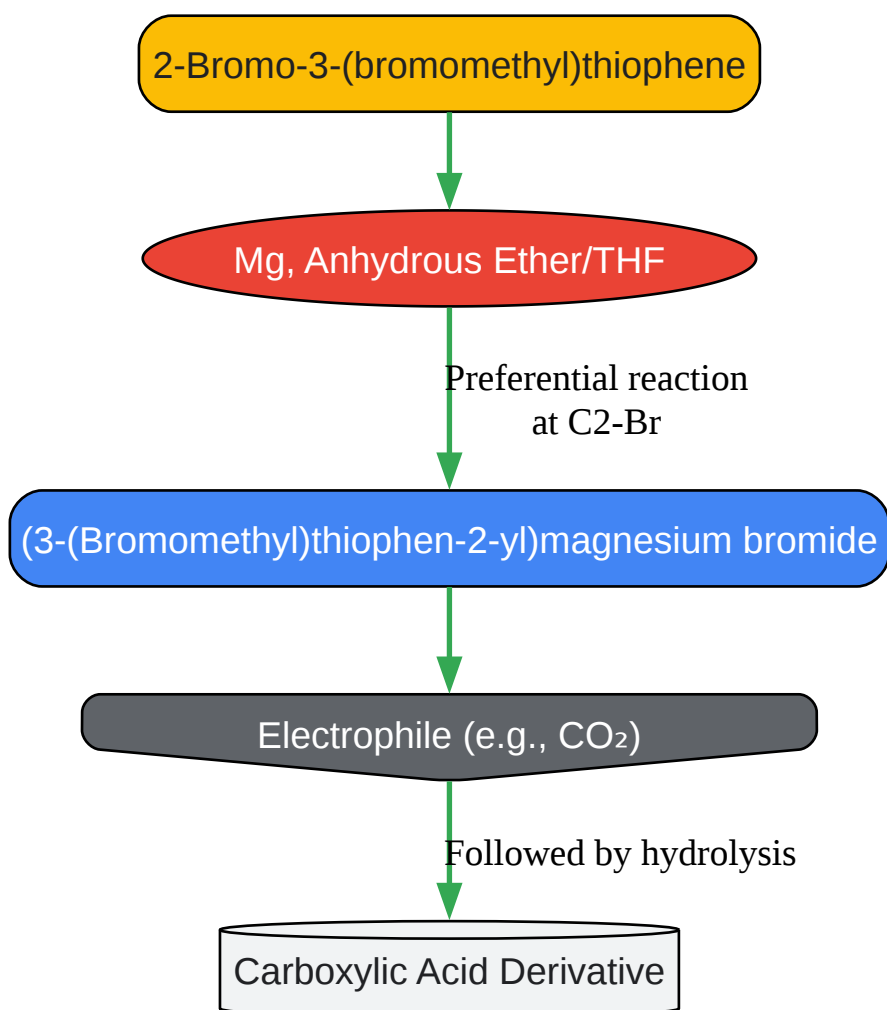 2-Bromo-3-(bromomethyl)thiophene
Mg, Anhydrous Ether/THF
Preferential reaction
at C2-Br
(3-(Bromomethyl)thiophen-2-yl)magnesium bromide
Electrophile (e.g., CO₂)
Followed by hydrolysis
Carboxylic Acid Derivative